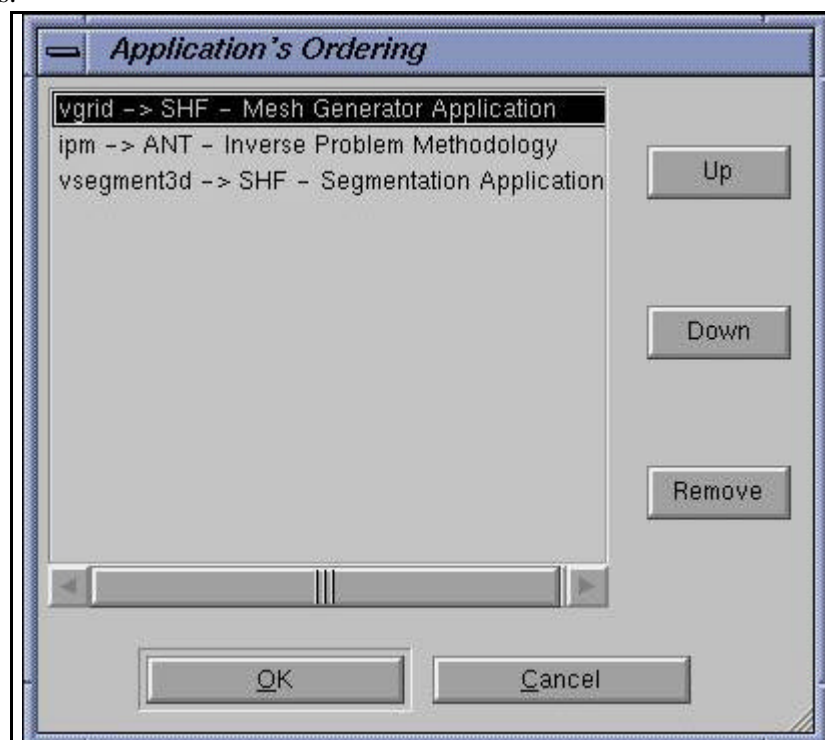 Application's Ordering
vgrid -> SHF - Mesh Generator Application
ipm -> ANT - Inverse Problem Methodology
vsegment3d -> SHF - Segmentation Application
Up
Down
Remove
OK
Cancel